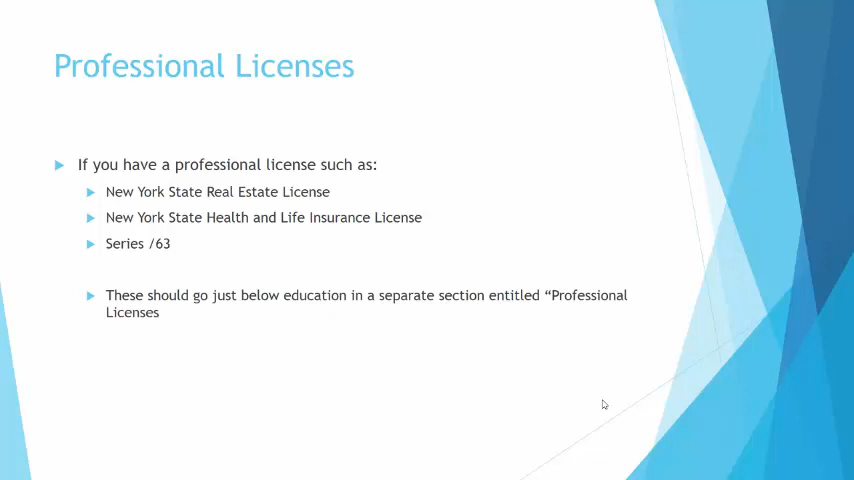 Professional Licenses
If you have a professional license such as:
New York State Real Estate License
New York State Health and Life Insurance License
Series /63
These should go just below education in a separate section entitled “Professional
Licenses